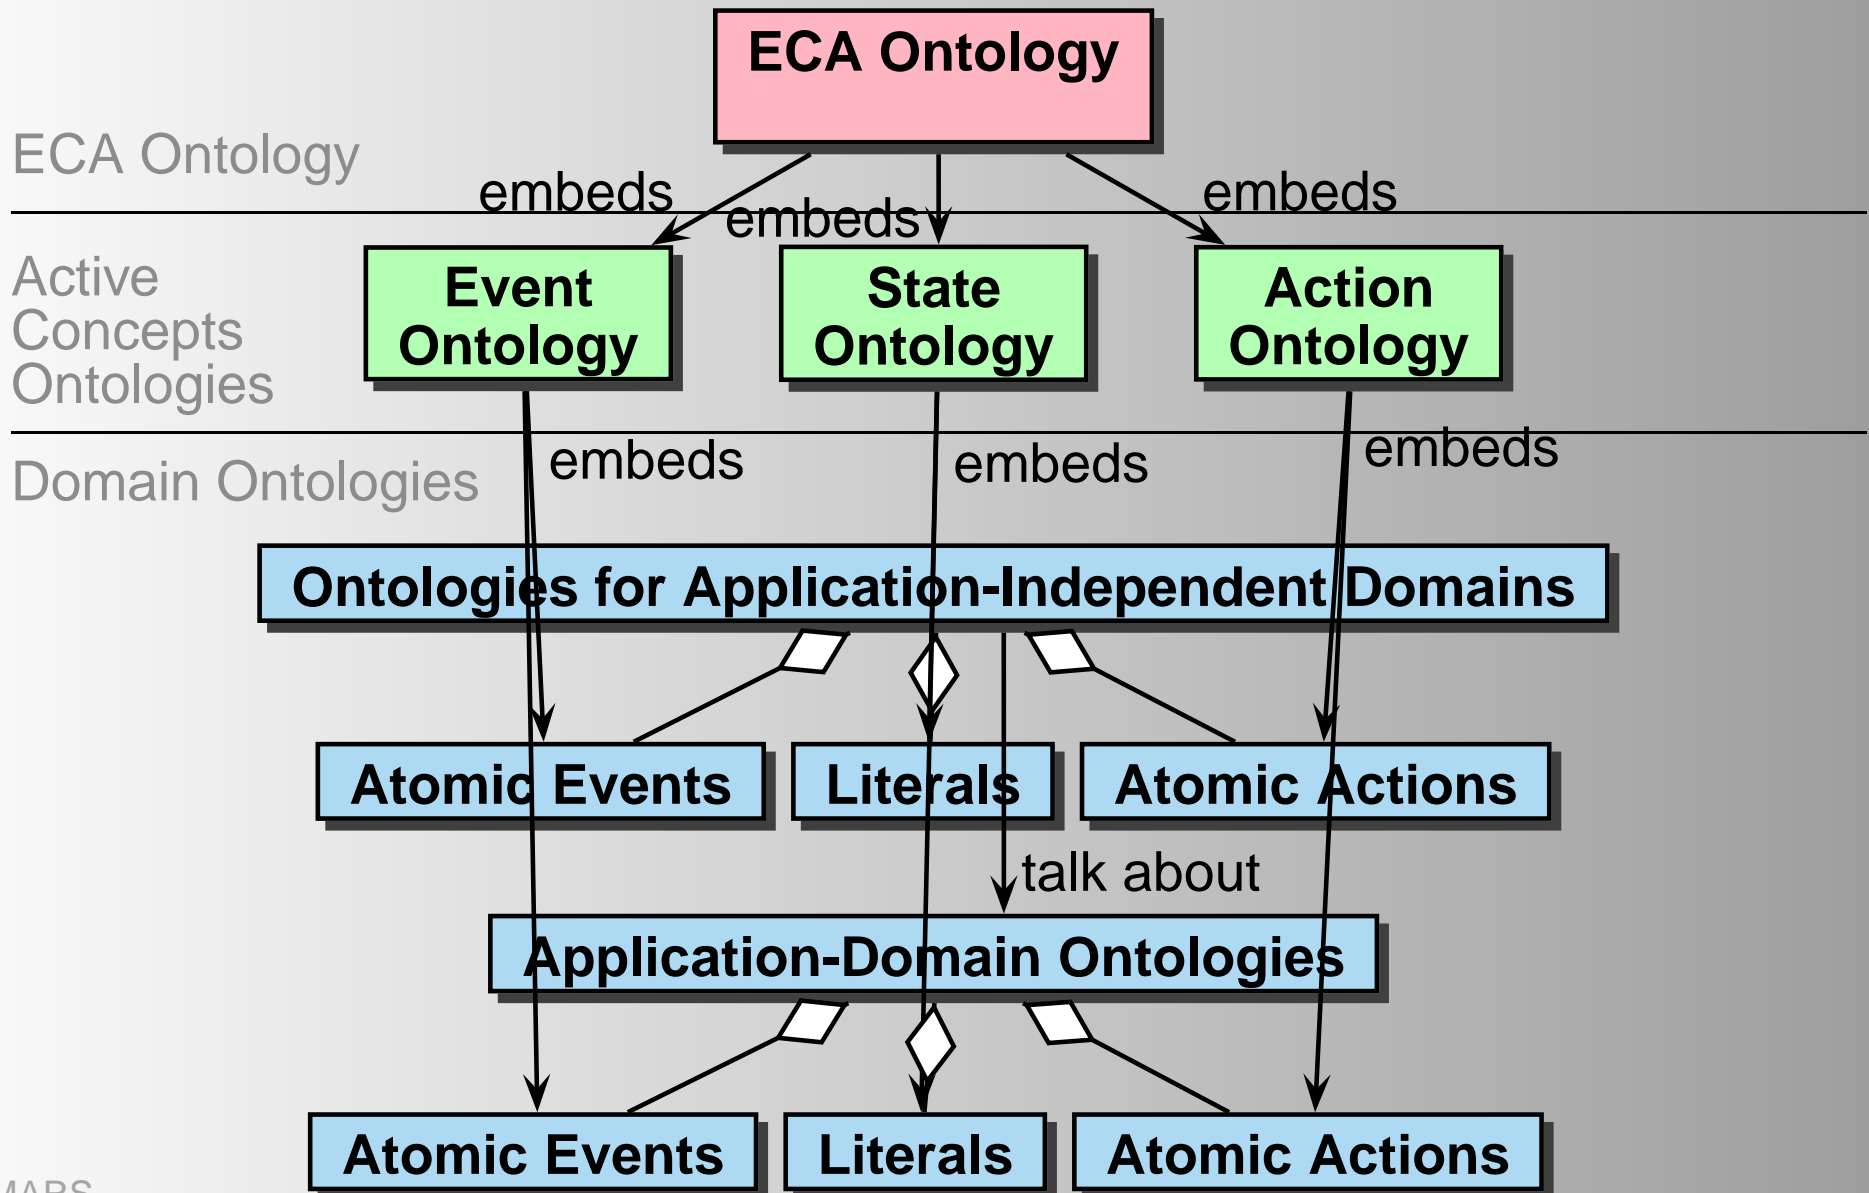 ECA Ontology
ECA Ontology
embeds
embeds
embeds
Active
Concepts
Ontologies
Event
Ontology
State
Ontology
Action
Ontology
Domain Ontologies
embeds
embeds
embeds
Ontologies for Application-Independent Domains
Atomic Events
Literals
Atomic Actions
talk about
Application-Domain Ontologies
Atomic Events
Literals
Atomic Actions